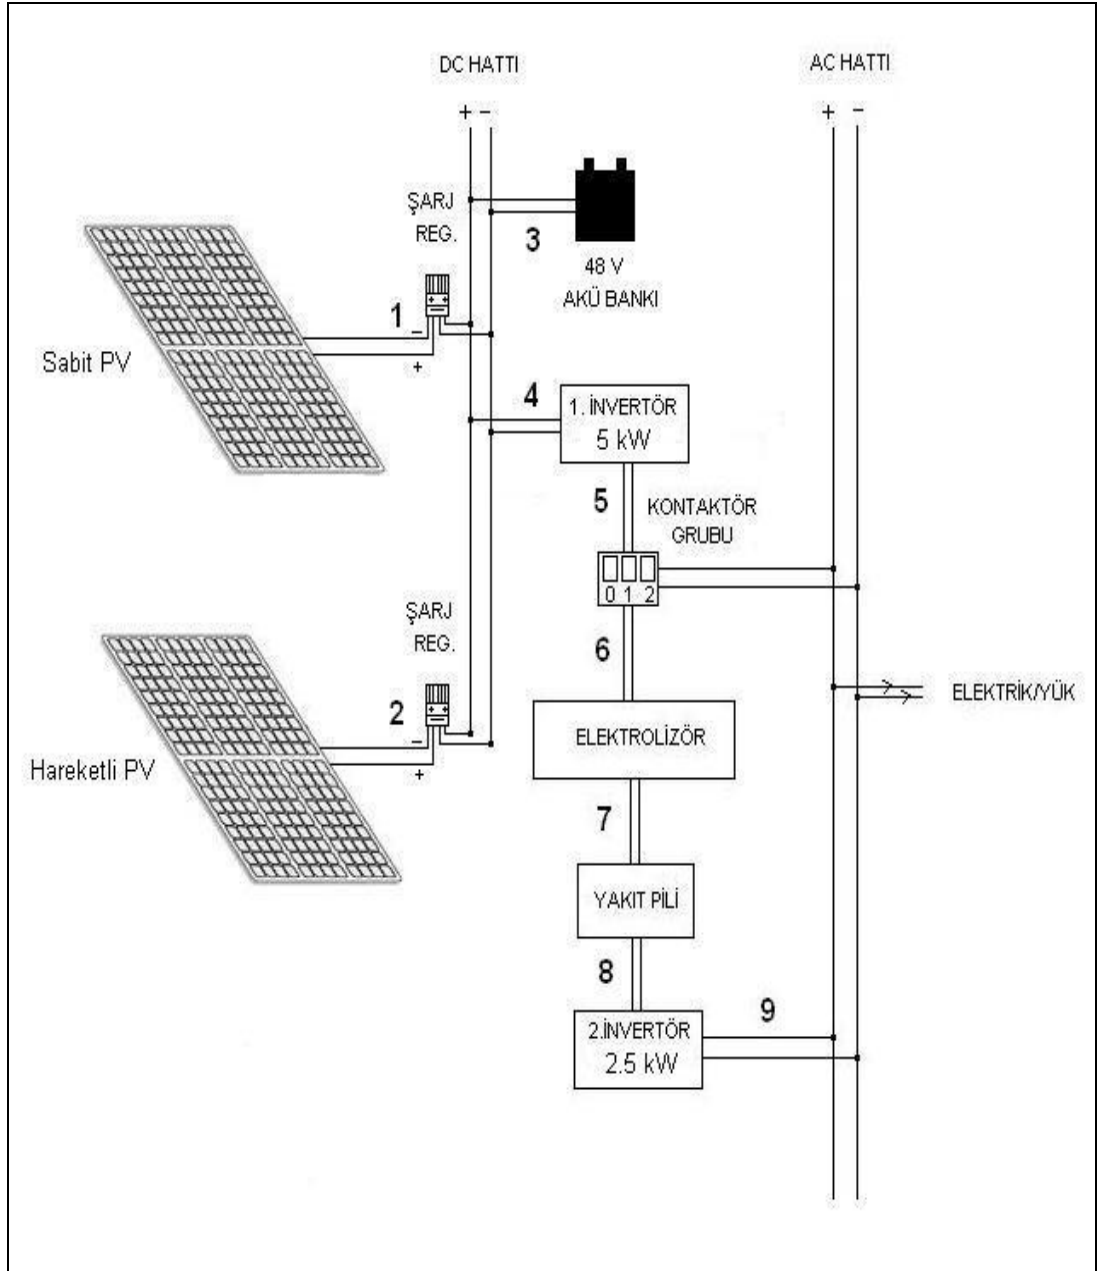 DC HATTI
AC HATTI
+ −
+ −
ŞARJ
REG.
3
48 V
AKÜ BANKI
1
−
+
Sabit PV
4
1. İNVERTÖR
5 kW
5
KONTAKTÖR
GRUBU
0 1 2
ŞARJ
REG.
6
ELEKTRİK/YÜK
2
−
+
ELEKTROLİZÖR
Hareketli PV
7
YAKIT PİLİ
8
9
2.İNVERTÖR
2.5 kW